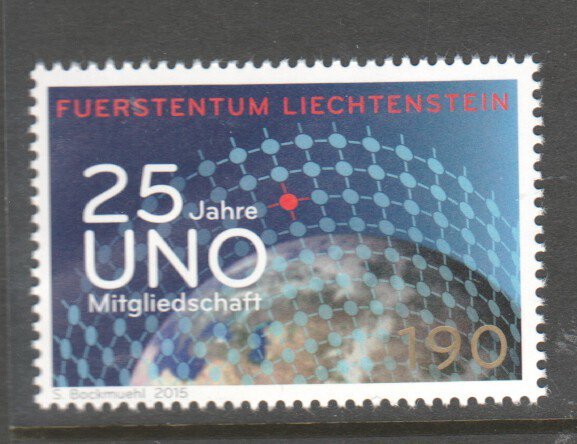 FUERSTENTUM LIECHTENSTEIN
25 Jahre
UNO
Mitgliedschaft
190
S. Bockmuehl 2015